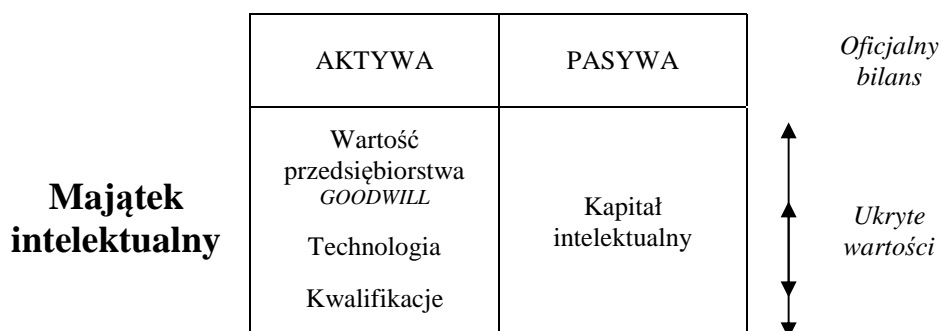 AKTYWA
PASYWA
Oficjalny
bilans
Majątek
intelektualny
Wartość
przedsiębiorstwa
GOODWILL
Technologia
Kwalifikacje
Kapitał
intelektualny
Ukryte
wartości